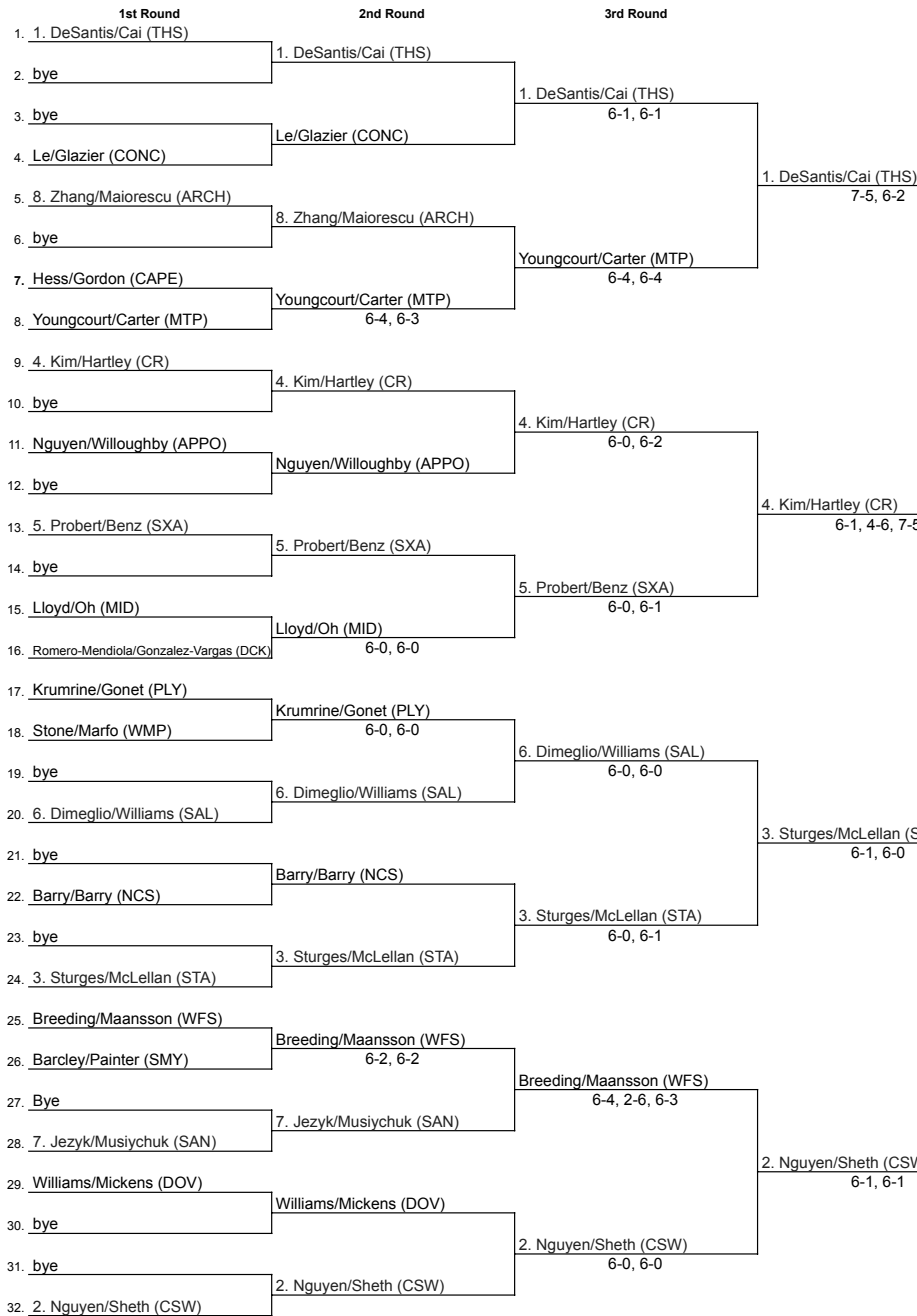 1st Round
2nd Round
3rd Round
1. 1. DeSantis/Cai (THS)
2. bye
3. bye
4. Le/Glazier (CONC)
5. 8. Zhang/Maiorescu (ARCH)
6. bye
7. Hess/Gordon (CAPE)
8. Youngcourt/Carter (MTP)
9. 4. Kim/Hartley (CR)
10. bye
11. Nguyen/Willoughby (APPO)
12. bye
13. 5. Probert/Benz (SXA)
14. bye
15. Lloyd/Oh (MID)
16. Romero-Mendiola/Gonzalez-Vargas (DCK)
17. Krumrine/Gonet (PLY)
18. Stone/Marfo (WMP)
19. bye
20. 6. Dimeglio/Williams (SAL)
21. bye
22. Barry/Barry (NCS)
23. bye
24. 3. Sturges/McLellan (STA)
25. Breeding/Maansson (WFS)
26. Barcley/Painter (SMY)
27. Bye
28. 7. Jezyk/Musiychuk (SAN)
29. Williams/Mickens (DOV)
30. bye
31. bye
32. 2. Nguyen/Sheth (CSW)
1. DeSantis/Cai (THS)
Le/Glazier (CONC)
8. Zhang/Maiorescu (ARCH)
Youngcourt/Carter (MTP)
6-4, 6-3
4. Kim/Hartley (CR)
Nguyen/Willoughby (APPO)
5. Probert/Benz (SXA)
Lloyd/Oh (MID)
6-0, 6-0
Krumrine/Gonet (PLY)
6-0, 6-0
6. Dimeglio/Williams (SAL)
Barry/Barry (NCS)
3. Sturges/McLellan (STA)
Breeding/Maansson (WFS)
6-2, 6-2
7. Jezyk/Musiychuk (SAN)
Williams/Mickens (DOV)
2. Nguyen/Sheth (CSW)
1. DeSantis/Cai (THS)
6-1, 6-1
Youngcourt/Carter (MTP)
6-4, 6-4
4. Kim/Hartley (CR)
6-0, 6-2
5. Probert/Benz (SXA)
6-0, 6-1
6. Dimeglio/Williams (SAL)
6-0, 6-0
3. Sturges/McLellan (STA)
6-0, 6-1
Breeding/Maansson (WFS)
6-4, 2-6, 6-3
2. Nguyen/Sheth (CSW)
6-0, 6-0
1. DeSantis/Cai (THS)
7-5, 6-2
4. Kim/Hartley (CR)
6-1, 4-6, 7-5
3. Sturges/McLellan
6-1, 6-0
2. Nguyen/Sheth
6-1, 6-1